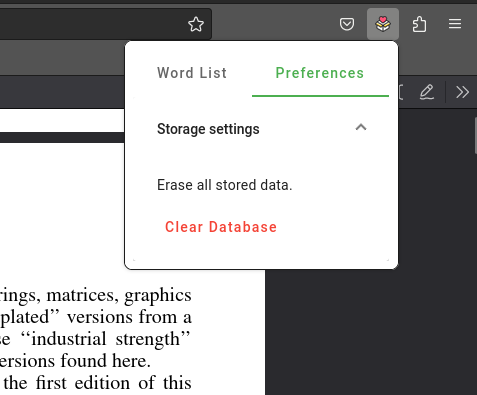 Word List
Preferences
Storage settings
Erase all stored data.
Clear Database
rings, matrices, graphics
plated’’ versions from a
se ‘‘industrial strength’’
ersions found here.
the first edition of this